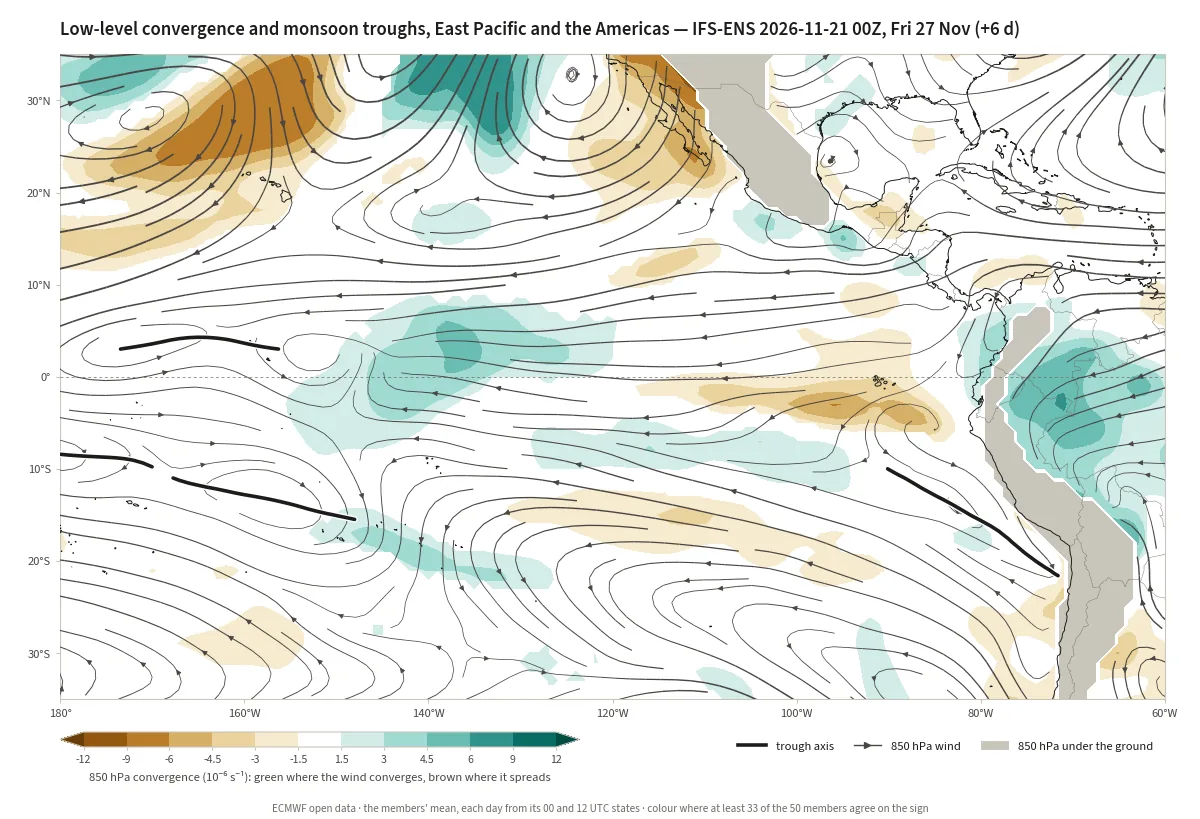 Low-level convergence and monsoon troughs, East Pacific and the Americas — IFS-ENS 2026-11-21 00Z, Fri 27 Nov (+6 d)
30°N
20°N
10°N
0°
10°S
20°S
30°S
180° 160°W 140°W 120°W 100°W 80°W 60°W
-12 -9 -6 -4.5 -3 -1.5 1.5 3 4.5 6 9 12
850 hPa convergence (10⁻⁶ s⁻¹): green where the wind converges, brown where it spreads
trough axis 850 hPa wind 850 hPa under the ground
ECMWF open data · the members' mean, each day from its 00 and 12 UTC states · colour where at least 33 of the 50 members agree on the sign